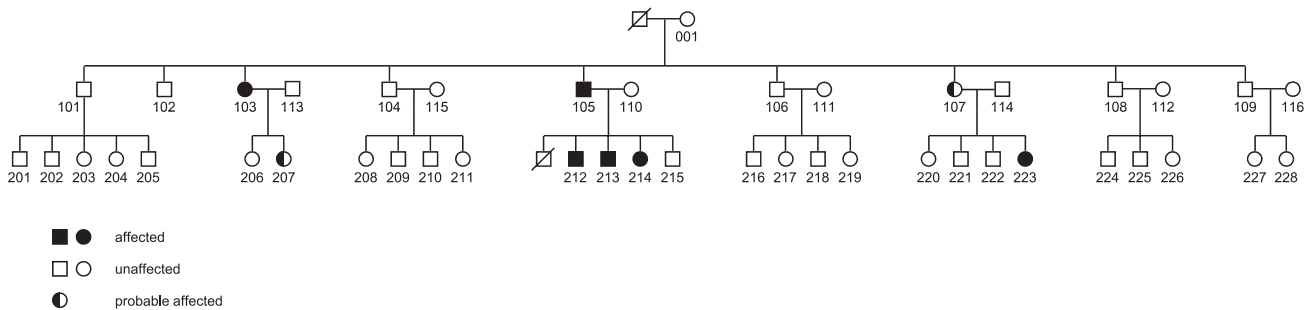 001
101 102 103 113 104 115 105 110 106 111 107 114 108 112 109 116
201 202 203 204 205 206 207 208 209 210 211 212 213 214 215 216 217 218 219 220 221 222 223 224 225 226 227 228
affected
unaffected
probable affected